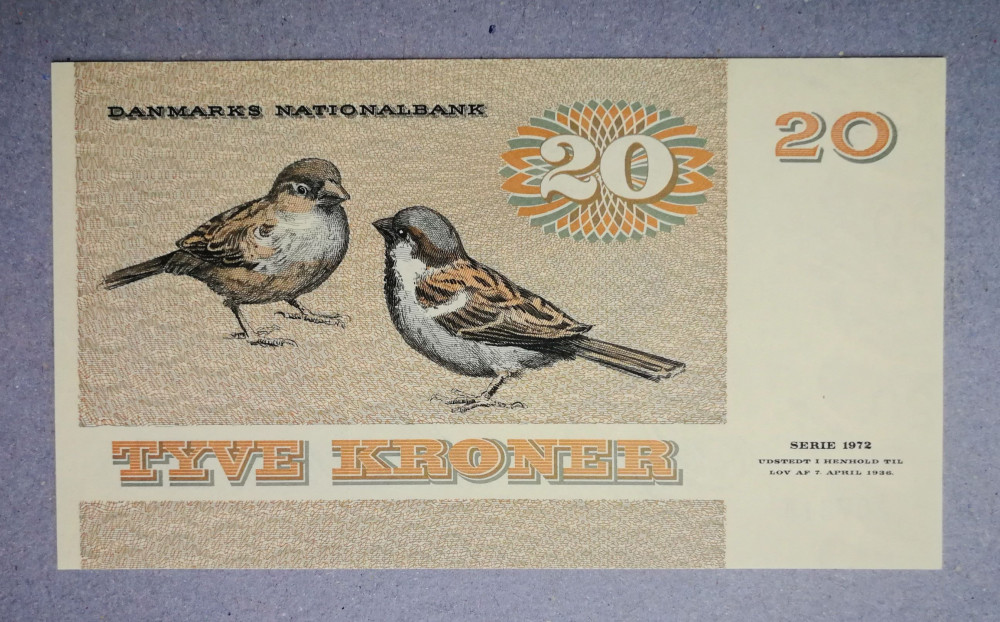 DANMARKS NATIONALBANK
20
20
TYVE KRONER
SERIE 1972
UDSTEDT I HENHOLD TIL
LOV AF 7. APRIL 1936.